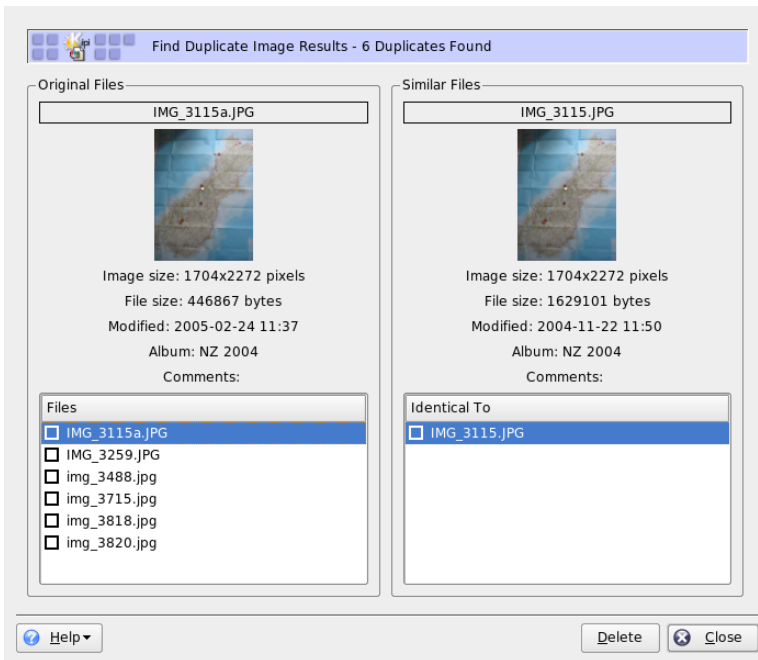 Find Duplicate Image Results - 6 Duplicates Found
Original Files
IMG_3115a.JPG
Image size: 1704x2272 pixels
File size: 446867 bytes
Modified: 2005-02-24 11:37
Album: NZ 2004
Comments:
Files
IMG_3115a.JPG
IMG_3259.JPG
img_3488.jpg
img_3715.jpg
img_3818.jpg
img_3820.jpg
Similar Files
IMG_3115.JPG
Image size: 1704x2272 pixels
File size: 1629101 bytes
Modified: 2004-11-22 11:50
Album: NZ 2004
Comments:
Identical To
IMG_3115.JPG
Help
Delete
Close